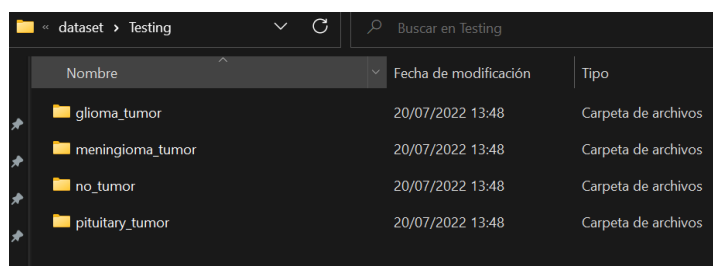 « dataset › Testing Buscar en Testing
Nombre Fecha de modificación Tipo
glioma_tumor 20/07/2022 13:48 Carpeta de archivos
meningioma_tumor 20/07/2022 13:48 Carpeta de archivos
no_tumor 20/07/2022 13:48 Carpeta de archivos
pituitary_tumor 20/07/2022 13:48 Carpeta de archivos